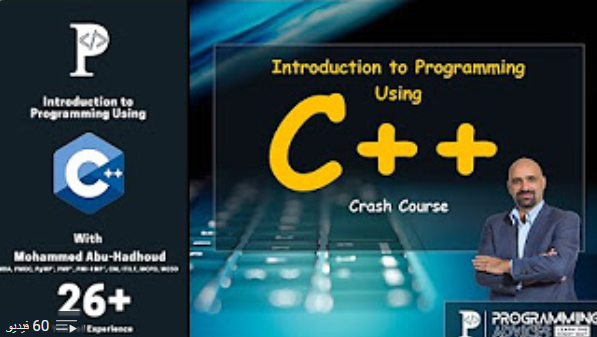 P
</>
Introduction to
Programming Using
C++
With
Mohammed Abu-Hadhoud
26+
60 فيديو
Experience
Introduction to Programming
Using
C++
Crash Course
P
</>
PROGRAMMING
ADVICES